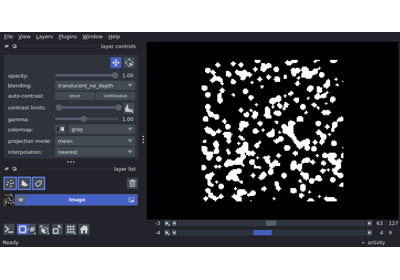 File View Layers Plugins Window Help
layer controls
opacity: 1.00
blending: translucent_no_depth
auto-contrast: once continuous
contrast limits:
gamma: 1.00
colormap: gray
projection mode: mean
interpolation: nearest
layer list
Image
-3 63 127
-4 4 9
Ready activity